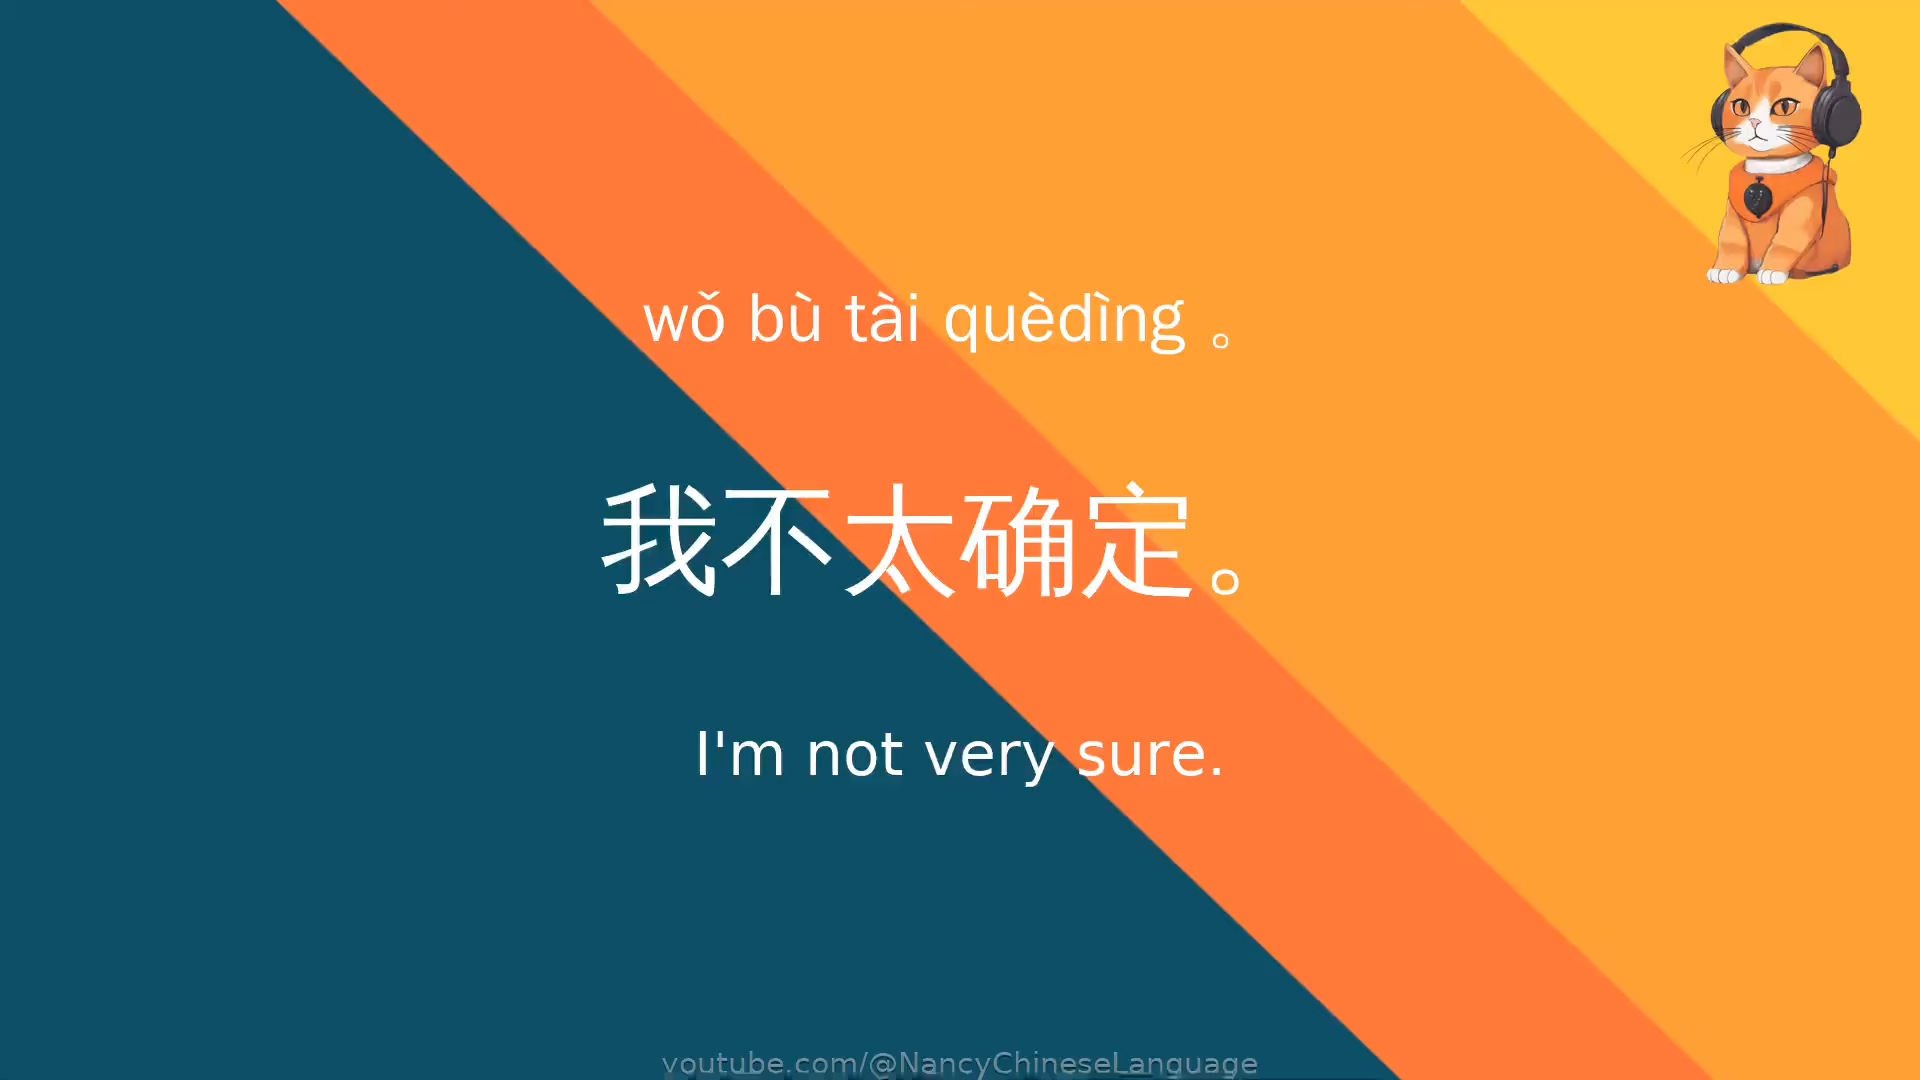 wǒ bù tài quèdìng 。
我不太确定。
I'm not very sure.
youtube.com/@NancyChineseLanguage